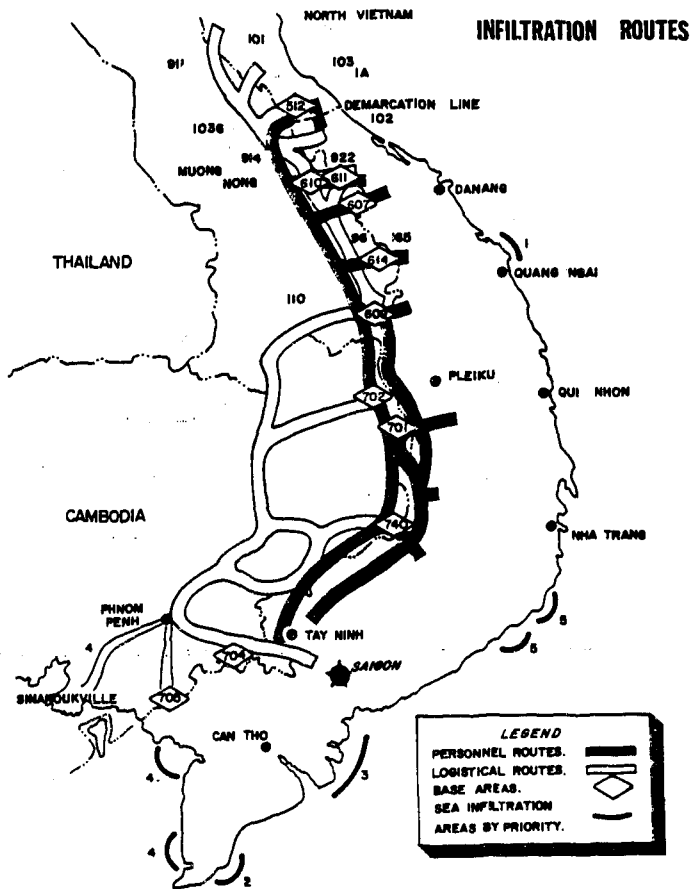 NORTH VIETNAM
INFILTRATION ROUTES
101
911
103
1A
512
DEMARCATION LINE
102
1036
914
922
MUONG
NONG
610
611
607
DANANG
96
165
614
1
THAILAND
QUANG NGAI
110
609
PLEIKU
702
QUI NHON
701
CAMBODIA
740
NHA TRANG
PHNOM
PENH
TAY NINH
5
5
4
704
SAIGON
SIHANOUKVILLE
705
CAN THO
4
3
4
2
LEGEND
PERSONNEL ROUTES.
LOGISTICAL ROUTES.
BASE AREAS.
SEA INFILTRATION
AREAS BY PRIORITY.